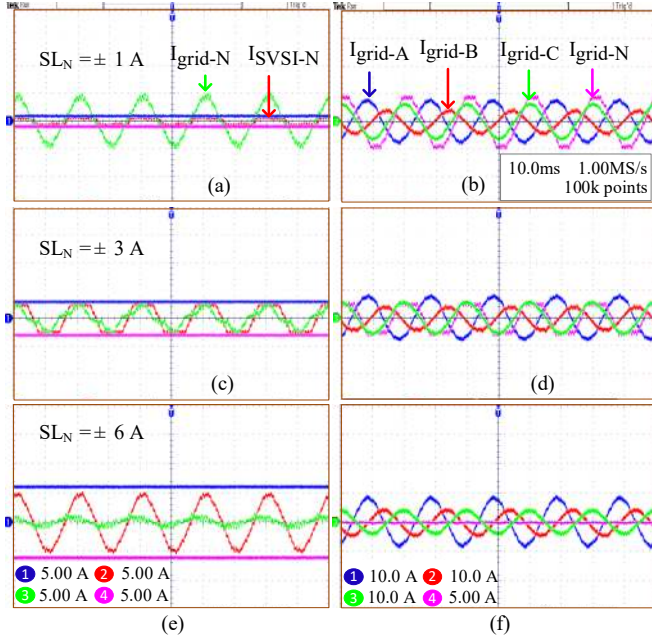 (a)
(b)
SL_N = ± 1 A
I_grid-N
I_SVSI-N
I_grid-A
I_grid-B
I_grid-C
I_grid-N
10.0ms 1.00MS/s
100k points
SL_N = ± 3 A
(c)
(d)
SL_N = ± 6 A
1 5.00 A 2 5.00 A
3 5.00 A 4 5.00 A
1 10.0 A 2 10.0 A
3 10.0 A 4 5.00 A
(e)
(f)